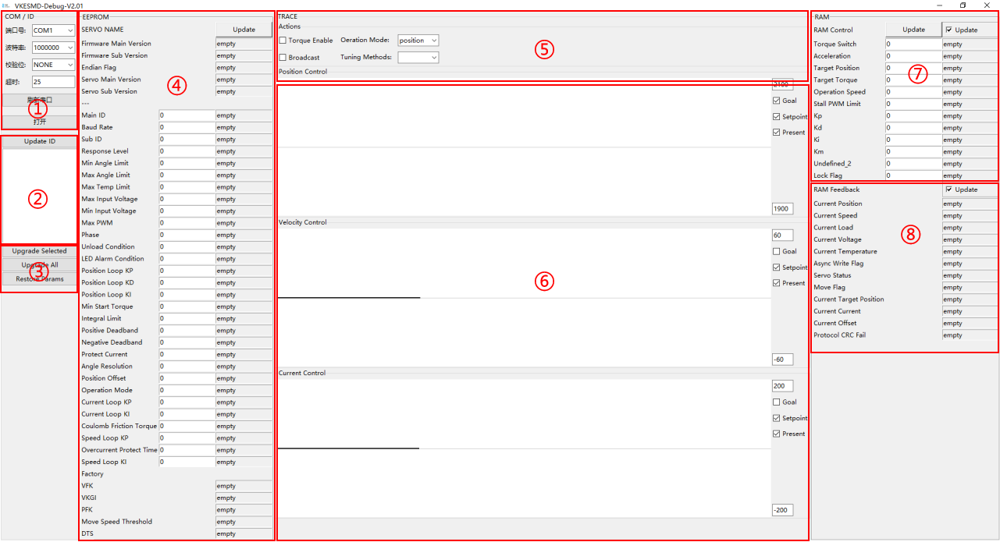 VKESMD-Debug-V2.01
COM / ID
端口号: COM1
波特率: 1000000
校验位: NONE
超时: 25
刷新串口
①
打开
Update ID
②
Upgrade Selected
Upgrade All
③
Restore Params
EEPROM
SERVO NAME Update
Firmware Main Version empty
Firmware Sub Version empty
Endian Flag empty
Servo Main Version empty
④
Servo Sub Version empty
---
Main ID 0 empty
Baud Rate 0 empty
Sub ID 0 empty
Response Level 0 empty
Min Angle Limit 0 empty
Max Angle Limit 0 empty
Max Temp Limit 0 empty
Max Input Voltage 0 empty
Min Input Voltage 0 empty
Max PWM 0 empty
Phase 0 empty
Unload Condition 0 empty
LED Alarm Condition 0 empty
Position Loop KP 0 empty
Position Loop KD 0 empty
Position Loop KI 0 empty
Min Start Torque 0 empty
Integral Limit 0 empty
Positive Deadband 0 empty
Negative Deadband 0 empty
Protect Current 0 empty
Angle Resolution 0 empty
Position Offset 0 empty
Operation Mode 0 empty
Current Loop KP 0 empty
Current Loop KI 0 empty
Coulomb Friction Torque 0 empty
Speed Loop KP 0 empty
Overcurrent Protect Time 0 empty
Speed Loop KI 0 empty
Factory
VFK empty
VKGI empty
PFK empty
Move Speed Threshold empty
DTS empty
TRACE
Actions
Torque Enable Oeration Mode: position
⑤
Broadcast Tuning Methods:
Position Control
2100
Goal
Setpoint
Present
1900
Velocity Control
60
Goal
Setpoint
⑥
Present
-60
Current Control
200
Goal
Setpoint
Present
-200
RAM
RAM Control Update Update
Torque Switch 0 empty
Acceleration 0 empty
Target Position 0 empty
⑦
Target Torque 0 empty
Operation Speed 0 empty
Stall PWM Limit 0 empty
Kp 0 empty
Kd 0 empty
Ki 0 empty
Km 0 empty
Undefined_2 0 empty
Lock Flag 0 empty
RAM Feedback Update
Current Position empty
Current Speed empty
Current Load empty
⑧
Current Voltage empty
Current Temperature empty
Async Write Flag empty
Servo Status empty
Move Flag empty
Current Target Position empty
Current Current empty
Current Offset empty
Protocol CRC Fail empty